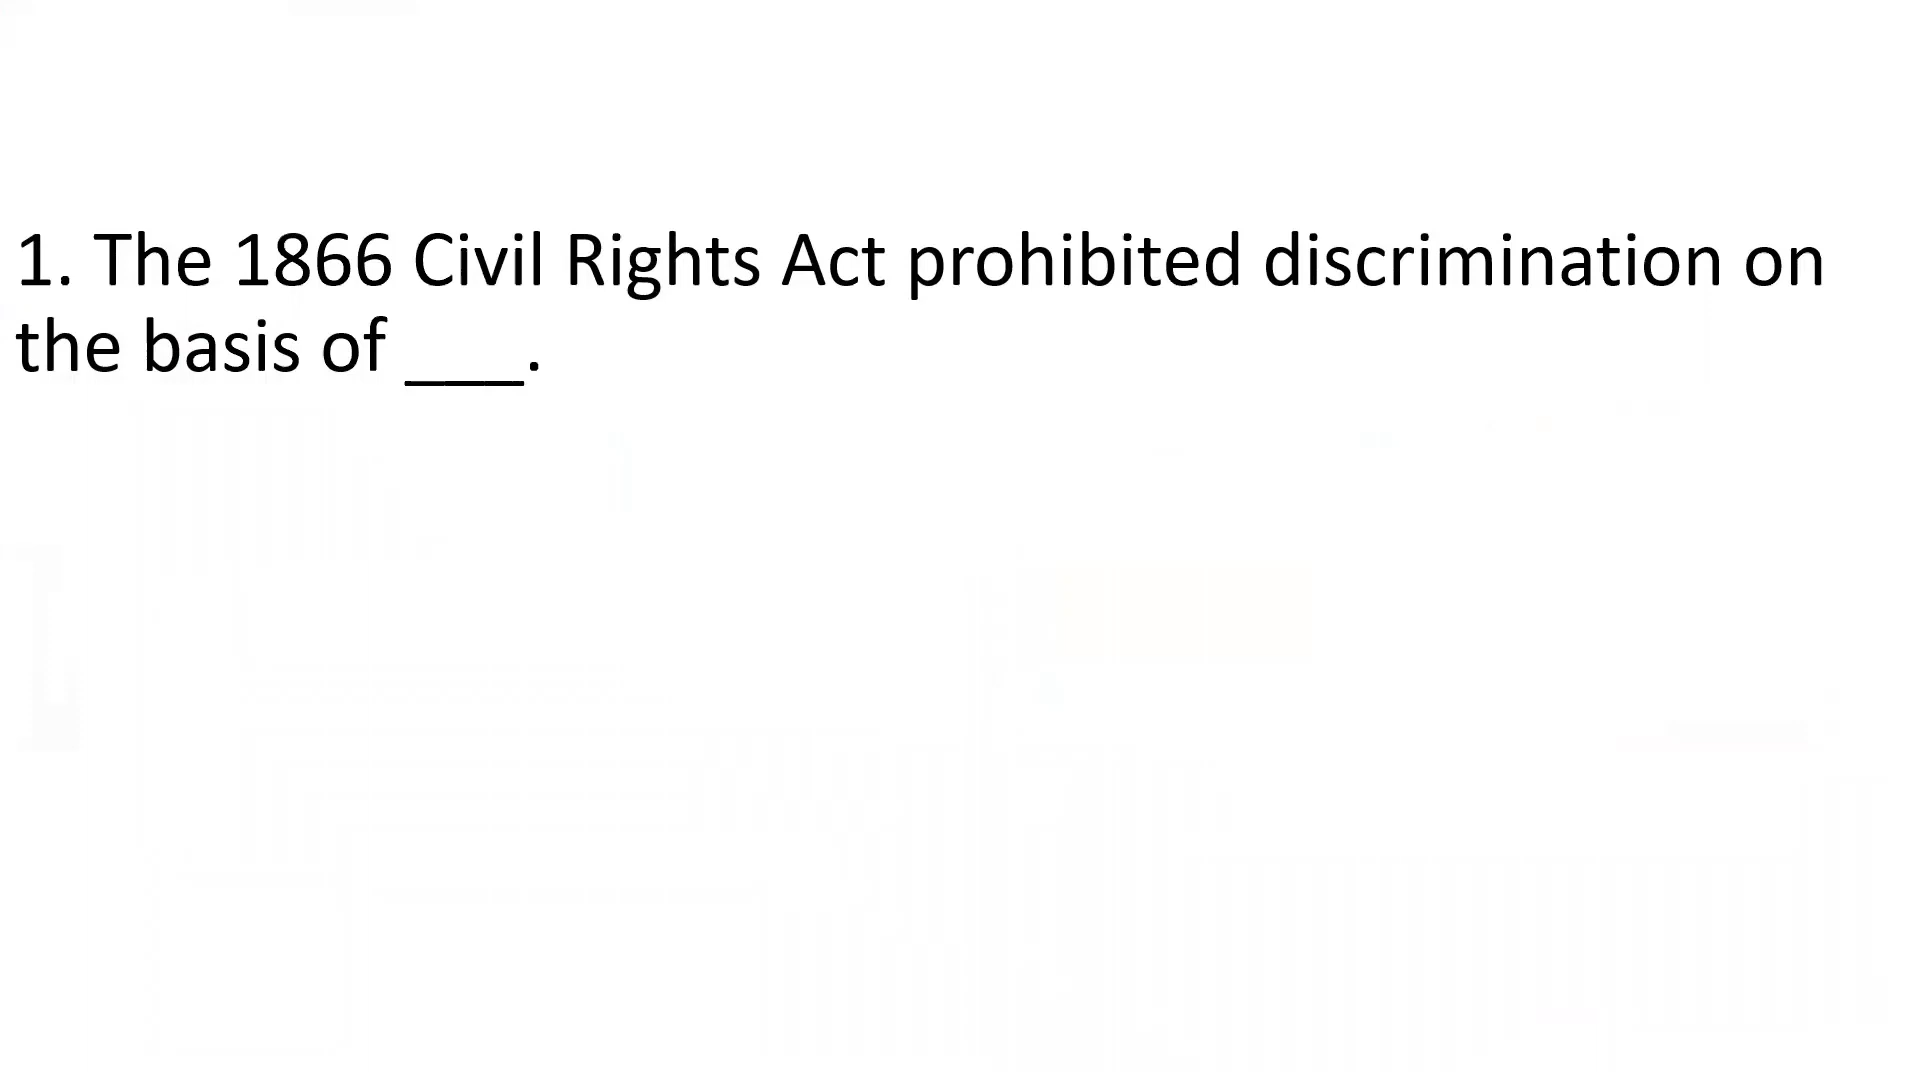 1. The 1866 Civil Rights Act prohibited discrimination on
the basis of ___.